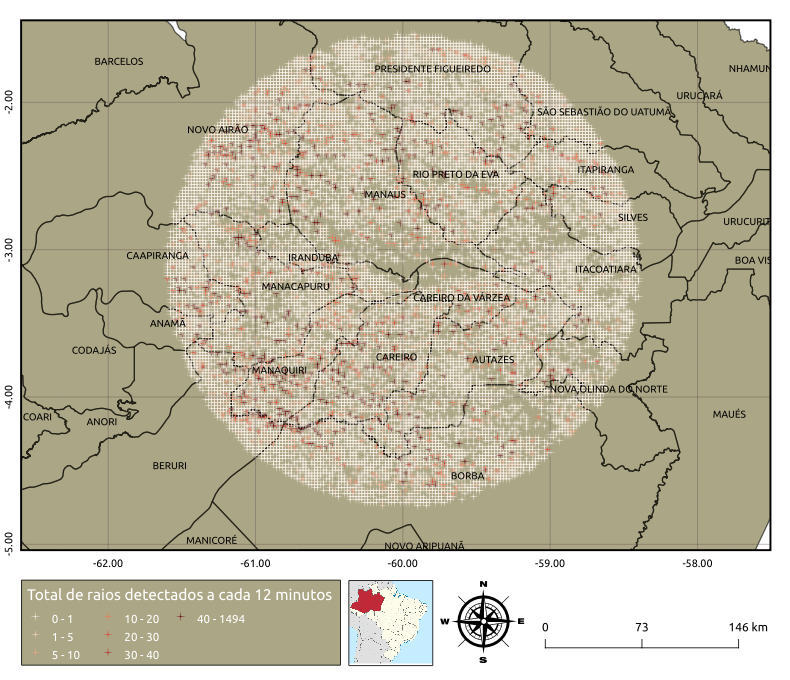 BARCELOS
PRESIDENTE FIGUEIREDO
NHAMUN
URUCARÁ
-2.00
SÃO SEBASTIÃO DO UATUMÃ
NOVO AIRÃO
RIO PRETO DA EVA
ITAPIRANGA
MANAUS
SILVES
URUCURIT
-3.00
CAAPIRANGA
IRANDUBA
BOA VIS
ITACOATIARA
MANACAPURU
CAREIRO DA VÁRZEA
ANAMÃ
CODAJÁS
CAREIRO
AUTAZES
MANAQUIRI
NOVA OLINDA DO NORTE
-4.00
COARI
ANORI
MAUÉS
BERURI
BORBA
MANICORÉ
NOVO ARIPUANÃ
-5.00
-62.00 -61.00 -60.00 -59.00 -58.00
Total de raios detectados a cada 12 minutos
0 - 1 10 - 20 40 - 1494
1 - 5 20 - 30
5 - 10 30 - 40
N
W E
S
0 73 146 km